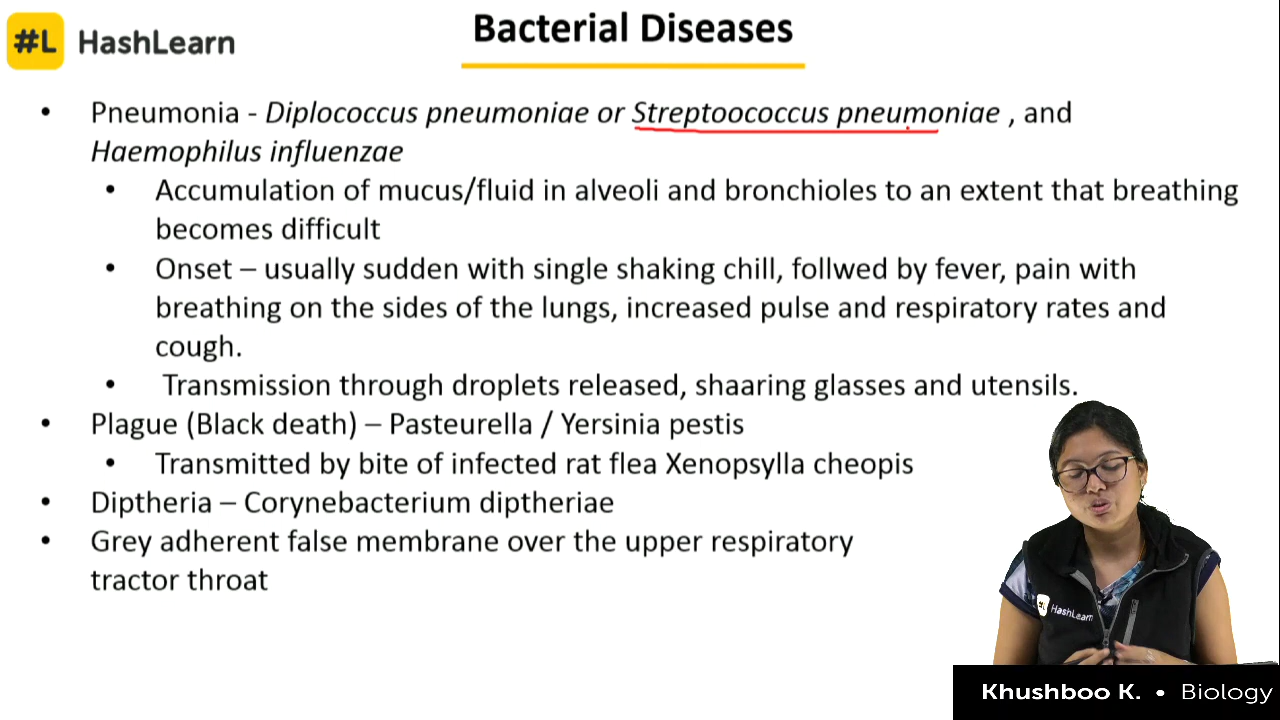 #L HashLearn
Bacterial Diseases
• Pneumonia - Diplococcus pneumoniae or Streptoococcus pneumoniae , and
Haemophilus influenzae
• Accumulation of mucus/fluid in alveoli and bronchioles to an extent that breathing
becomes difficult
• Onset – usually sudden with single shaking chill, follwed by fever, pain with
breathing on the sides of the lungs, increased pulse and respiratory rates and
cough.
• Transmission through droplets released, shaaring glasses and utensils.
• Plague (Black death) – Pasteurella / Yersinia pestis
• Transmitted by bite of infected rat flea Xenopsylla cheopis
• Diptheria – Corynebacterium diptheriae
• Grey adherent false membrane over the upper respiratory
tractor throat
#L HashLearn
Khushboo K. • Biology